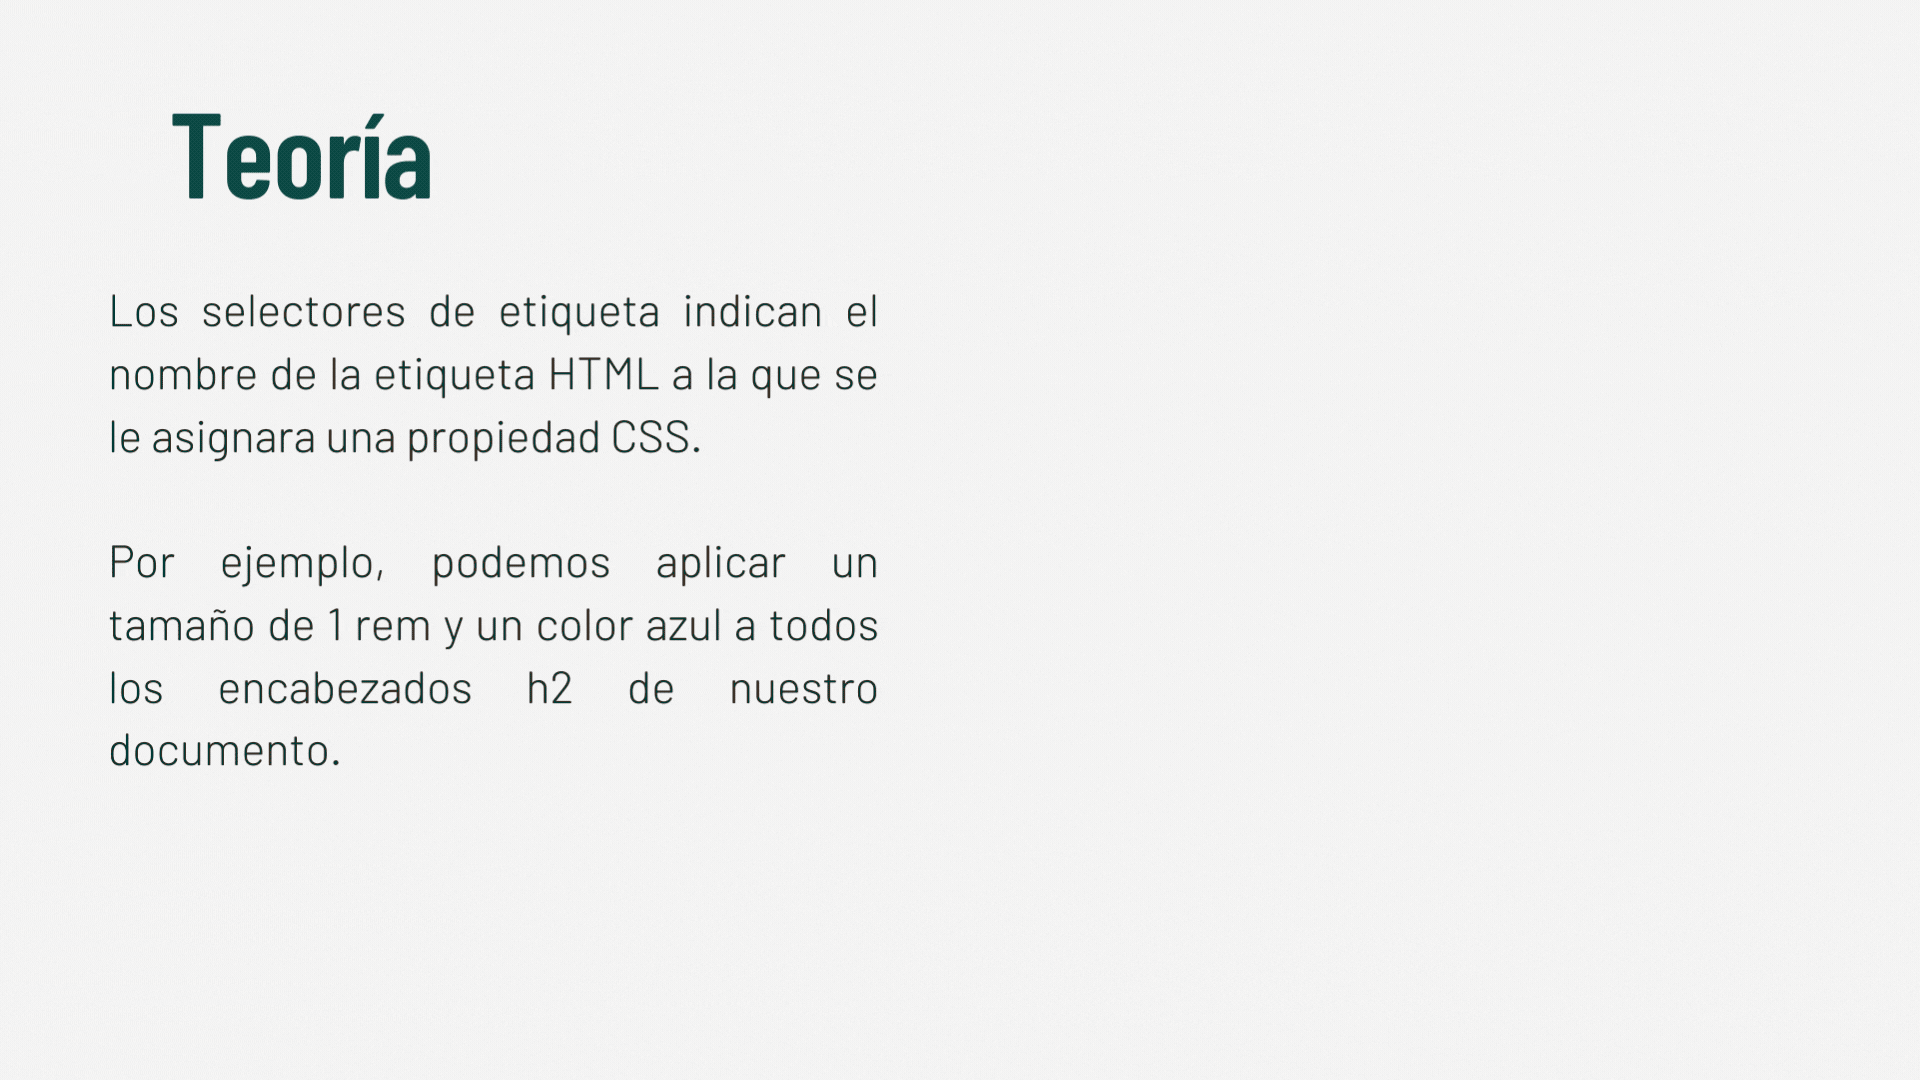 Teoría
Los selectores de etiqueta indican el
nombre de la etiqueta HTML a la que se
le asignara una propiedad CSS.
Por ejemplo, podemos aplicar un
tamaño de 1 rem y un color azul a todos
los encabezados h2 de nuestro
documento.